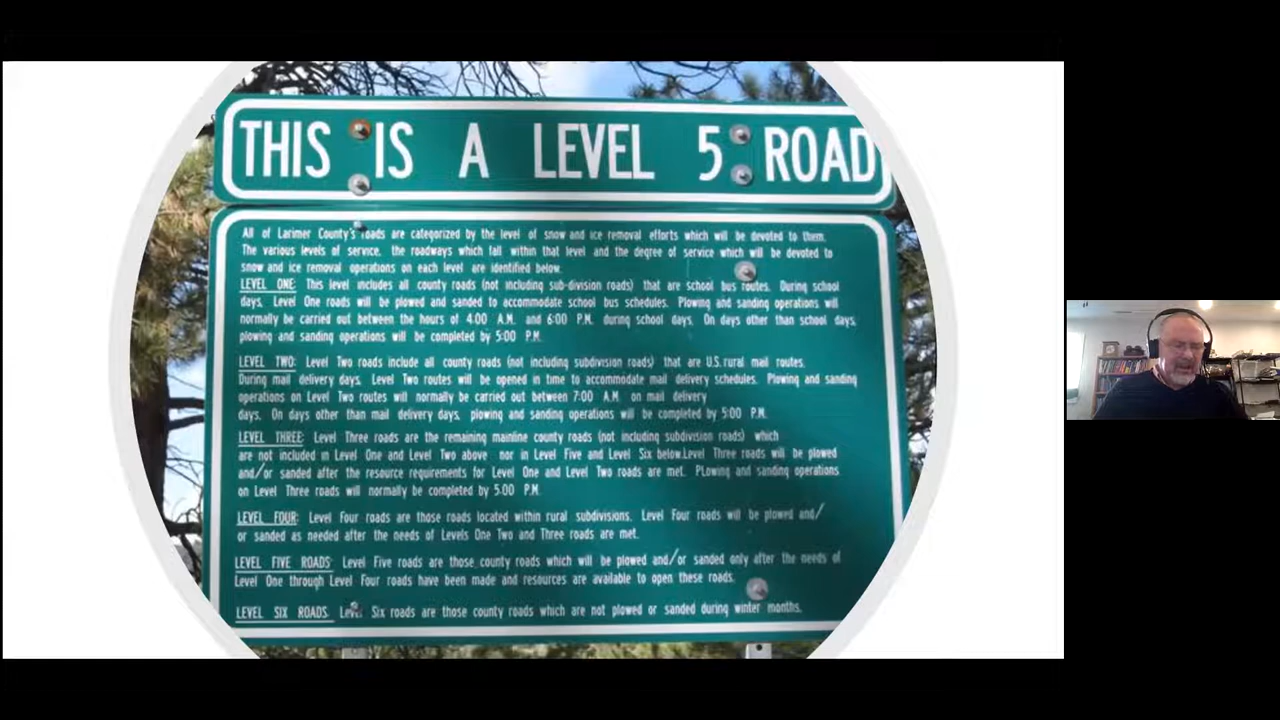 THIS IS A LEVEL 5 ROAD
All of Larimer County's roads are categorized by the level of snow and ice removal efforts which will be devoted to them.
The various levels of service, the roadways which fall within that level and the degree of service which will be devoted to
snow and ice removal operations on each level are identified below.
LEVEL ONE: This level includes all county roads (not including sub-division roads) that are school bus routes. During school
days, Level One roads will be plowed and sanded to accommodate school bus schedules. Plowing and sanding operations will
normally be carried out between the hours of 4:00 A.M. and 6:00 P.M. during school days. On days other than school days,
plowing and sanding operations will be completed by 5:00 P.M.
LEVEL TWO: Level Two roads include all county roads (not including subdivision roads) that are U.S. rural mail routes.
During mail delivery days, Level Two routes will be opened in time to accommodate mail delivery schedules. Plowing and sanding
operations on Level Two routes will normally be carried out between 7:00 A.M. on mail delivery
days. On days other than mail delivery days, plowing and sanding operations will be completed by 5:00 P.M.
LEVEL THREE: Level Three roads are the remaining mainline county roads (not including subdivision roads) which
are not included in Level One and Level Two above nor in Level Five and Level Six below.Level Three roads will be plowed
and/or sanded after the resource requirements for Level One and Level Two roads are met. PLowing and sanding operations
on Level Three roads will normally be completed by 5:00 P.M.
LEVEL FOUR: Level Four roads are those roads located within rural subdivisions. Level Four roads will be plowed and/
or sanded as needed after the needs of Levels One Two and Three roads are met.
LEVEL FIVE ROADS: Level Five roads are those county roads which will be plowed and/or sanded only after the needs of
Level One through Level Four roads have been made and resources are available to open these roads.
LEVEL SIX ROADS. Level Six roads are those county roads which are not plowed or sanded during winter months.